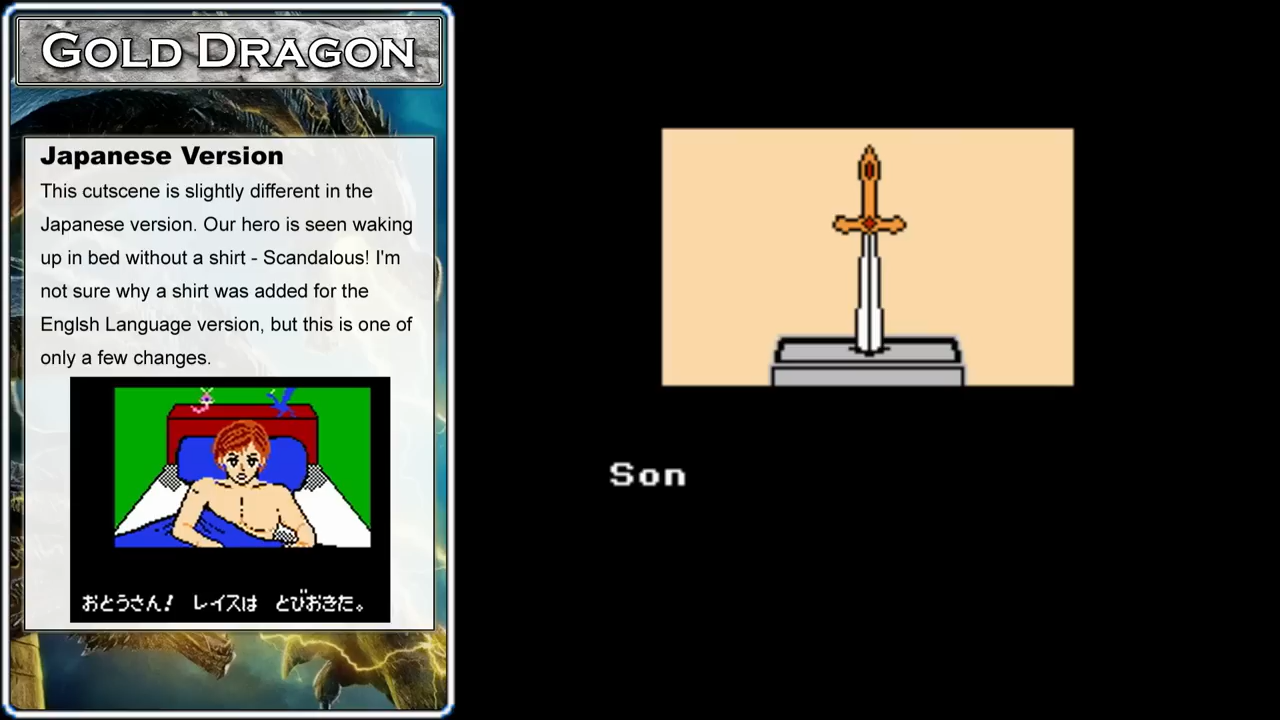 GOLD DRAGON
Japanese Version
This cutscene is slightly different in the
Japanese version. Our hero is seen waking
up in bed without a shirt - Scandalous! I'm
not sure why a shirt was added for the
Englsh Language version, but this is one of
only a few changes.
おとうさん! レイスは とびおきた。
Son